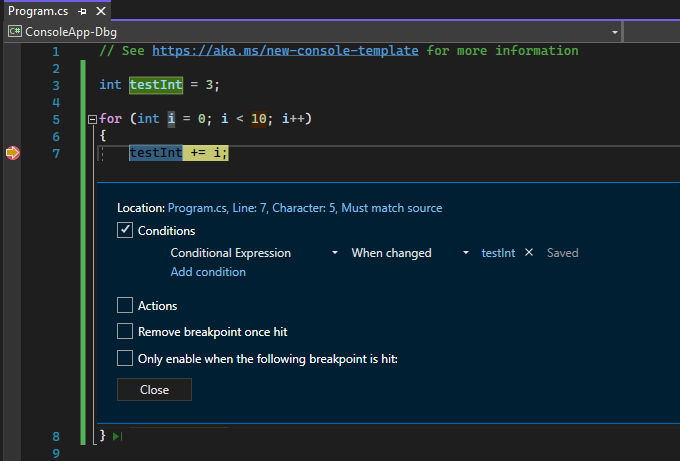 Program.cs
C# ConsoleApp-Dbg
1 // See https://aka.ms/new-console-template for more information
2
3 int testInt = 3;
4
5 for (int i = 0; i < 10; i++)
6 {
7 testInt += i;
Location: Program.cs, Line: 7, Character: 5, Must match source
Conditions
Conditional Expression When changed testInt Saved
Add condition
Actions
Remove breakpoint once hit
Only enable when the following breakpoint is hit:
Close
8 }
9